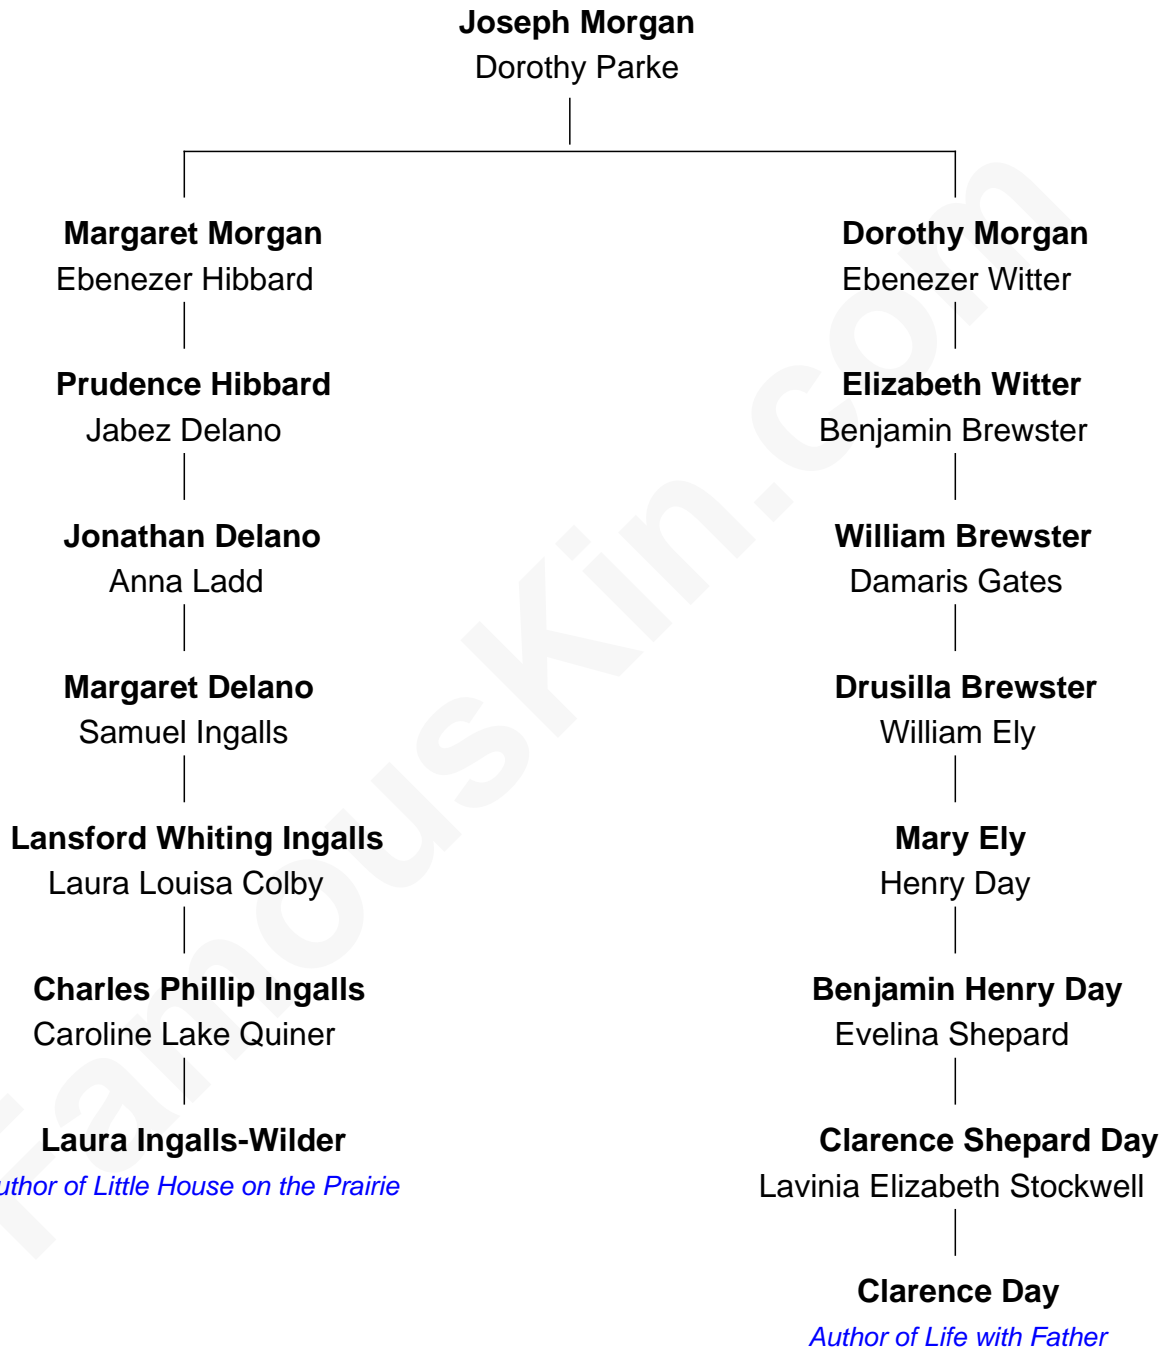 Joseph Morgan
Dorothy Parke
Margaret Morgan
Ebenezer Hibbard
Prudence Hibbard
Jabez Delano
Jonathan Delano
Anna Ladd
Margaret Delano
Samuel Ingalls
Lansford Whiting Ingalls
Laura Louisa Colby
Charles Phillip Ingalls
Caroline Lake Quiner
Laura Ingalls-Wilder
uthor of Little House on the Prairie
Dorothy Morgan
Ebenezer Witter
Elizabeth Witter
Benjamin Brewster
William Brewster
Damaris Gates
Drusilla Brewster
William Ely
Mary Ely
Henry Day
Benjamin Henry Day
Evelina Shepard
Clarence Shepard Day
Lavinia Elizabeth Stockwell
Clarence Day
Author of Life with Father
FamousKin.com